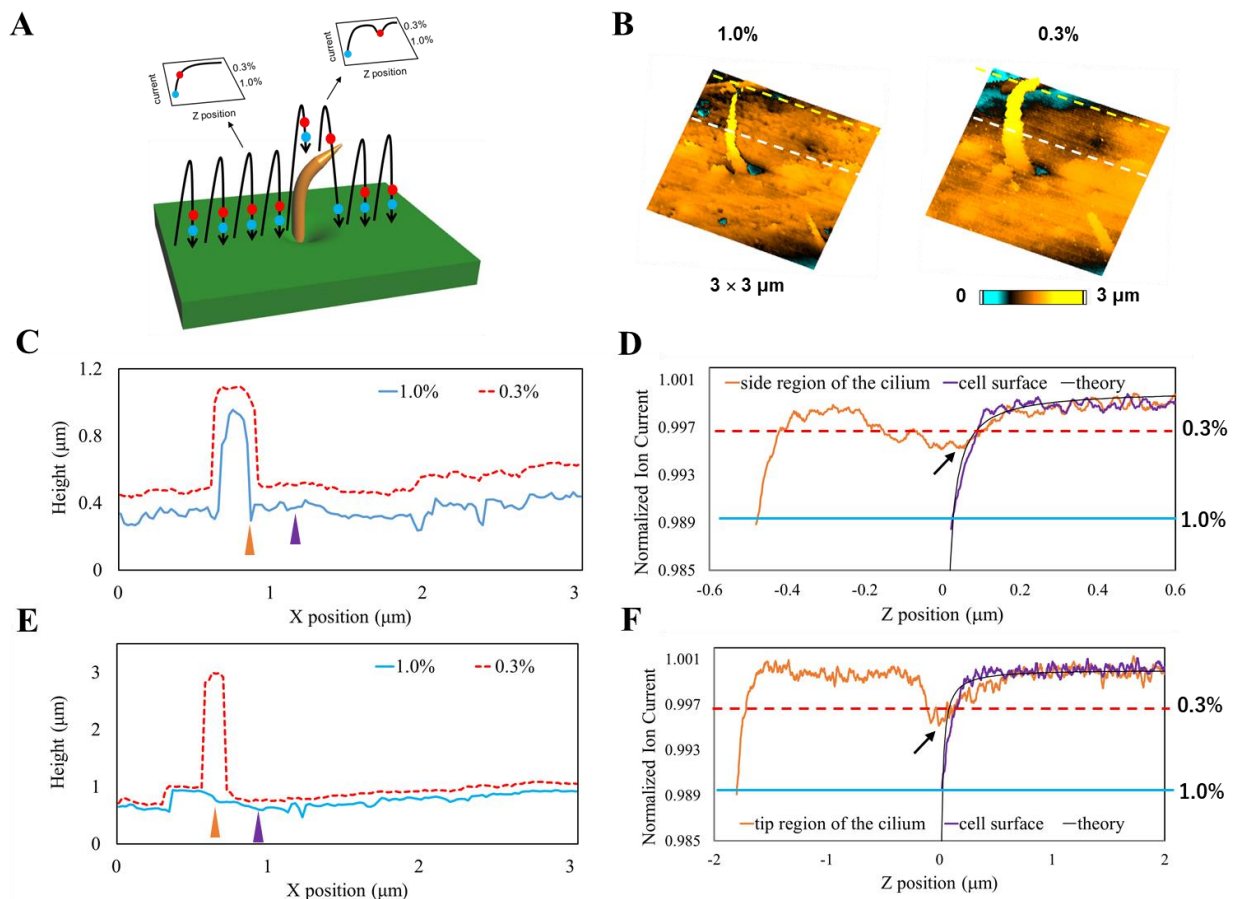 A
current
0.3%
1.0%
Z position
current
0.3%
1.0%
Z position
B
1.0%
0.3%
3 × 3 μm
0
3 μm
C
1.2
0.8
0.4
0
Height (μm)
1.0%
0.3%
0
1
2
3
X position (μm)
D
1.001
0.997
0.993
0.989
0.985
Normalized Ion Current
side region of the cilium
cell surface
theory
0.3%
1.0%
-0.6
-0.4
-0.2
0
0.2
0.4
0.6
Z position (μm)
E
3
2
1
0
Height (μm)
1.0%
0.3%
0
1
2
3
X position (μm)
F
1.001
0.997
0.993
0.989
0.985
Normalized Ion Current
0.3%
1.0%
tip region of the cilium
cell surface
theory
-2
-1
0
1
2
Z position (μm)